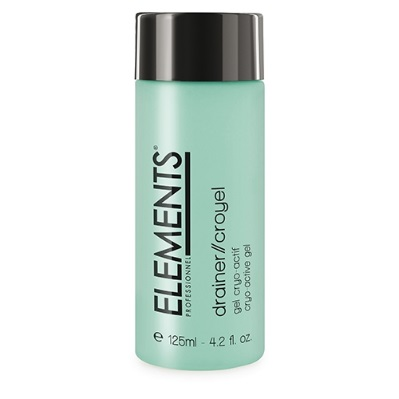 ELEMENTS®
PROFESSIONNEL
drainer//croyel
gel cryo-actif
cryo-active gel
℮ 125ml - 4.2 fl. oz.